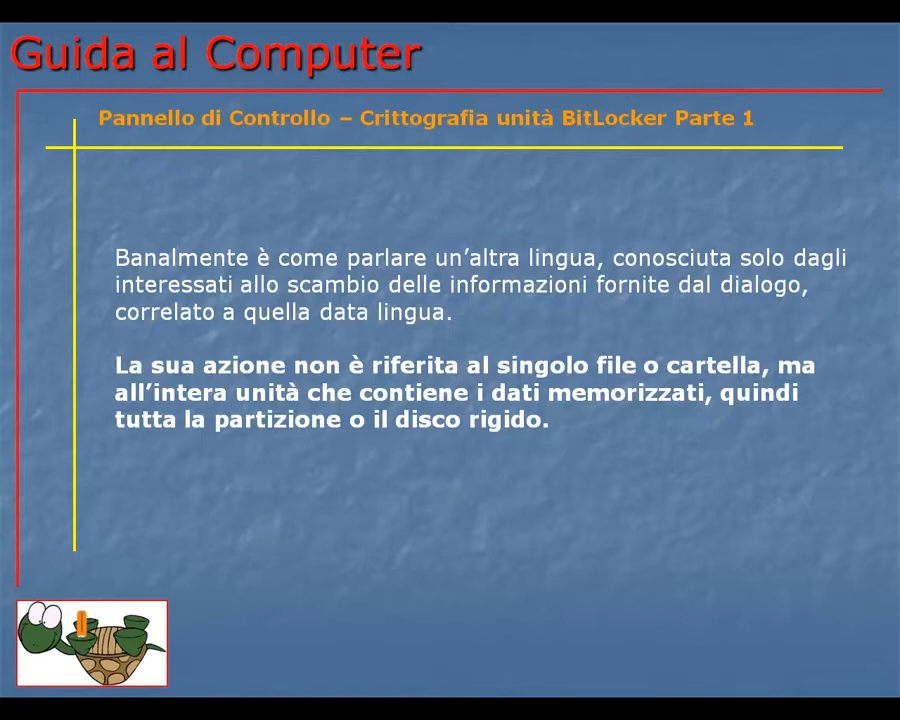 Guida al Computer
Pannello di Controllo – Crittografia unità BitLocker Parte 1
Banalmente è come parlare un’altra lingua, conosciuta solo dagli
interessati allo scambio delle informazioni fornite dal dialogo,
correlato a quella data lingua.
La sua azione non è riferita al singolo file o cartella, ma
all’intera unità che contiene i dati memorizzati, quindi
tutta la partizione o il disco rigido.